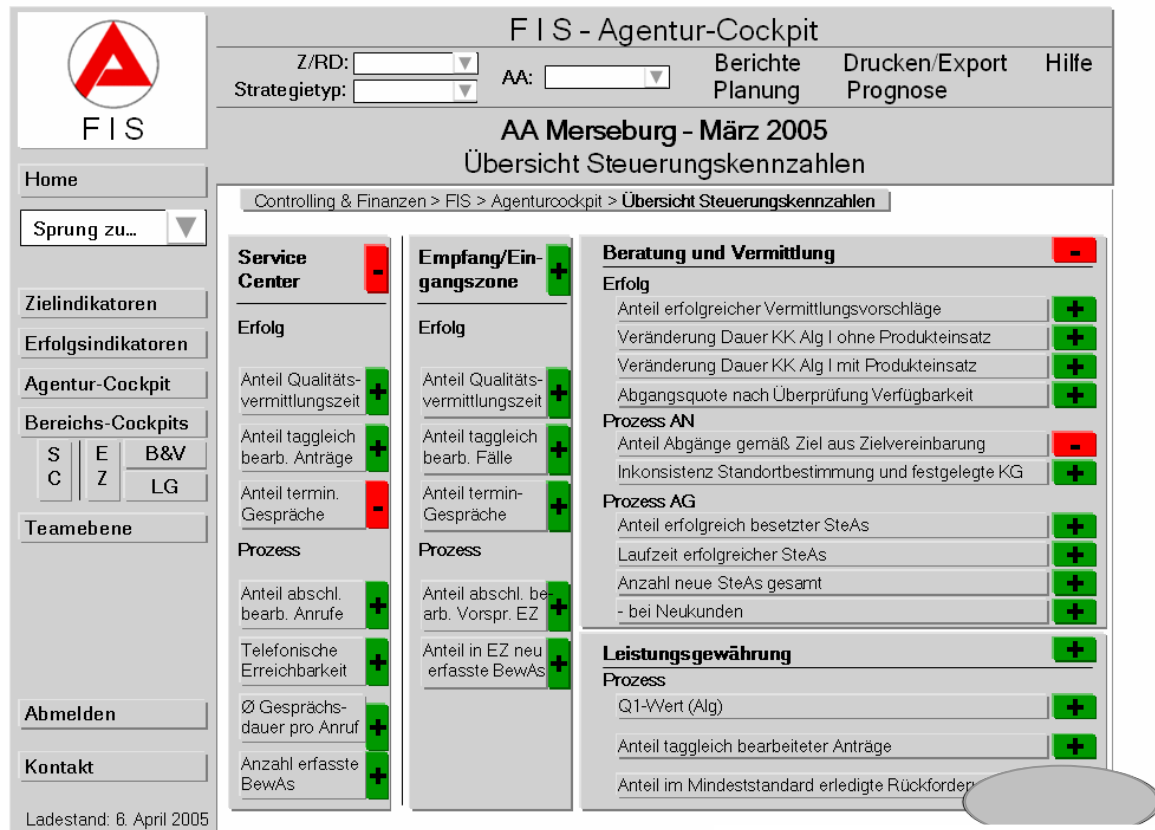 FIS
F I S - Agentur-Cockpit
Z/RD:
Strategietyp:
AA:
Berichte Drucken/Export Hilfe
Planung Prognose
AA Merseburg - März 2005
Übersicht Steuerungskennzahlen
Controlling & Finanzen > FIS > Agenturcockpit > Übersicht Steuerungskennzahlen
Home
Sprung zu...
Zielindikatoren
Erfolgsindikatoren
Agentur-Cockpit
Bereichs-Cockpits
S
C
E
Z
B&V
LG
Teamebene
Abmelden
Kontakt
Ladestand: 6. April 2005
Service
Center -
Erfolg
Anteil Qualitäts-
vermittlungszeit +
Anteil taggleich
bearb. Anträge +
Anteil termin.
Gespräche -
Prozess
Anteil abschl.
bearb. Anrufe +
Telefonische
Erreichbarkeit +
Ø Gesprächs-
dauer pro Anruf +
Anzahl erfasste
BewAs +
Empfang/Ein-
gangszone +
Erfolg
Anteil Qualitäts-
vermittlungszeit +
Anteil taggleich
bearb. Fälle +
Anteil termin-
Gespräche +
Prozess
Anteil abschl. be-
arb. Vorspr. EZ +
Anteil in EZ neu
erfasste BewAs +
Beratung und Vermittlung -
Erfolg
Anteil erfolgreicher Vermittlungsvorschläge +
Veränderung Dauer KK Alg I ohne Produkteinsatz +
Veränderung Dauer KK Alg I mit Produkteinsatz +
Abgangsquote nach Überprüfung Verfügbarkeit +
Prozess AN
Anteil Abgänge gemäß Ziel aus Zielvereinbarung -
Inkonsistenz Standortbestimmung und festgelegte KG +
Prozess AG
Anteil erfolgreich besetzter SteAs +
Laufzeit erfolgreicher SteAs +
Anzahl neue SteAs gesamt +
- bei Neukunden +
Leistungsgewährung +
Prozess
Q1-Wert (Alg) +
Anteil taggleich bearbeiteter Anträge +
Anteil im Mindeststandard erledigte